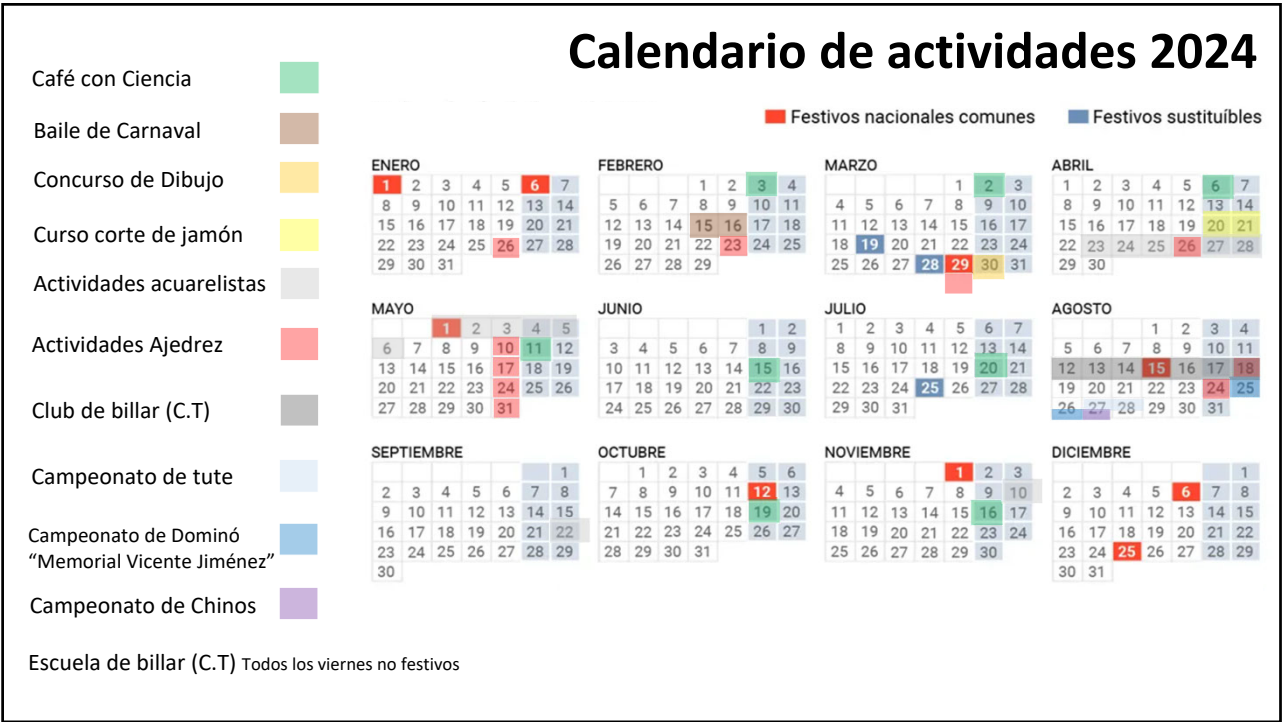 Calendario de actividades 2024
Café con Ciencia
Baile de Carnaval
Concurso de Dibujo
Curso corte de jamón
Actividades acuarelistas
Actividades Ajedrez
Club de billar (C.T)
Campeonato de tute
Campeonato de Dominó
“Memorial Vicente Jiménez”
Campeonato de Chinos
Escuela de billar (C.T) Todos los viernes no festivos
Festivos nacionales comunes Festivos sustituíbles
ENERO
1 2 3 4 5 6 7
8 9 10 11 12 13 14
15 16 17 18 19 20 21
22 23 24 25 26 27 28
29 30 31
FEBRERO
1 2 3 4
5 6 7 8 9 10 11
12 13 14 15 16 17 18
19 20 21 22 23 24 25
26 27 28 29
MARZO
1 2 3
4 5 6 7 8 9 10
11 12 13 14 15 16 17
18 19 20 21 22 23 24
25 26 27 28 29 30 31
ABRIL
1 2 3 4 5 6 7
8 9 10 11 12 13 14
15 16 17 18 19 20 21
22 23 24 25 26 27 28
29 30
MAYO
1 2 3 4 5
6 7 8 9 10 11 12
13 14 15 16 17 18 19
20 21 22 23 24 25 26
27 28 29 30 31
JUNIO
1 2
3 4 5 6 7 8 9
10 11 12 13 14 15 16
17 18 19 20 21 22 23
24 25 26 27 28 29 30
JULIO
1 2 3 4 5 6 7
8 9 10 11 12 13 14
15 16 17 18 19 20 21
22 23 24 25 26 27 28
29 30 31
AGOSTO
1 2 3 4
5 6 7 8 9 10 11
12 13 14 15 16 17 18
19 20 21 22 23 24 25
26 27 28 29 30 31
SEPTIEMBRE
1
2 3 4 5 6 7 8
9 10 11 12 13 14 15
16 17 18 19 20 21 22
23 24 25 26 27 28 29
30
OCTUBRE
1 2 3 4 5 6
7 8 9 10 11 12 13
14 15 16 17 18 19 20
21 22 23 24 25 26 27
28 29 30 31
NOVIEMBRE
1 2 3
4 5 6 7 8 9 10
11 12 13 14 15 16 17
18 19 20 21 22 23 24
25 26 27 28 29 30
DICIEMBRE
1
2 3 4 5 6 7 8
9 10 11 12 13 14 15
16 17 18 19 20 21 22
23 24 25 26 27 28 29
30 31